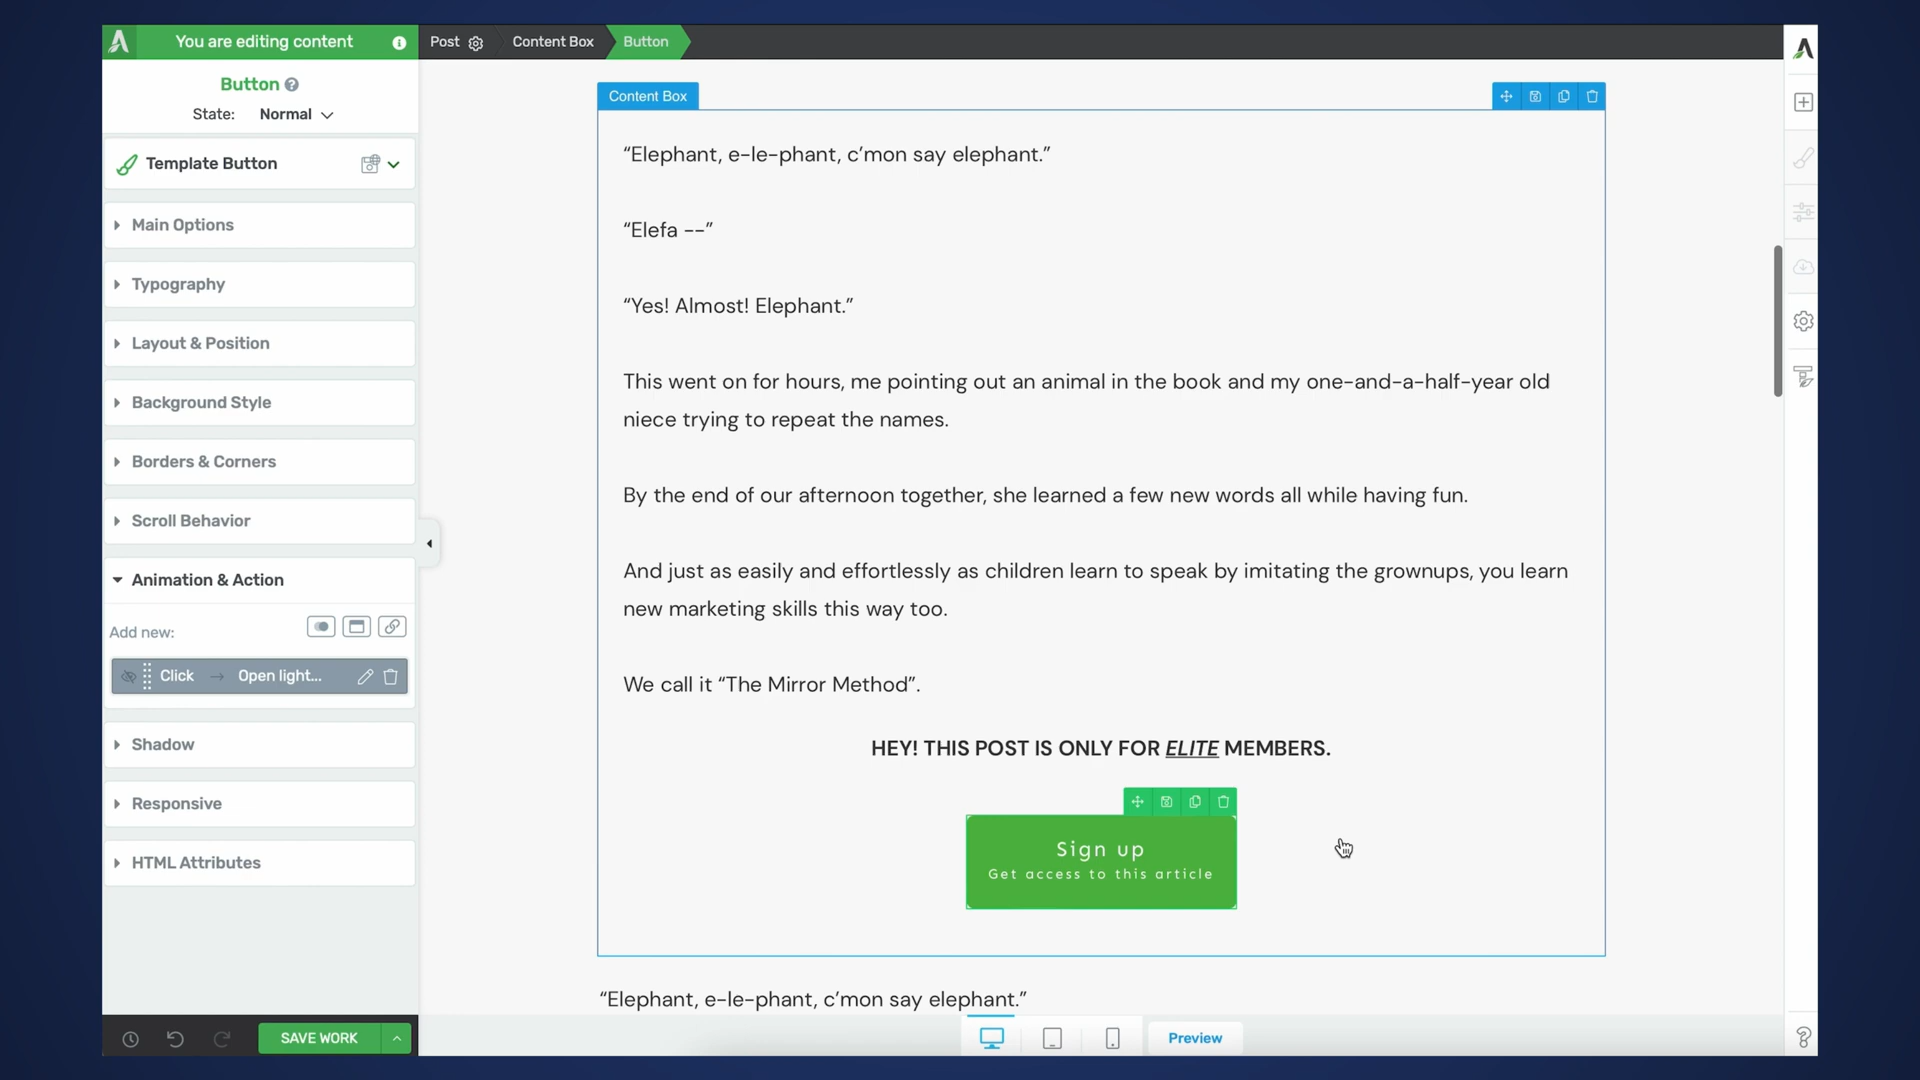 You are editing content
Post
Content Box
Button
Button
State: Normal
Template Button
Main Options
Typography
Layout & Position
Background Style
Borders & Corners
Scroll Behavior
Animation & Action
Add new:
Click → Open light...
Shadow
Responsive
HTML Attributes
SAVE WORK
Content Box
“Elephant, e-le-phant, c’mon say elephant.”
“Elefa --”
“Yes! Almost! Elephant.”
This went on for hours, me pointing out an animal in the book and my one-and-a-half-year old
niece trying to repeat the names.
By the end of our afternoon together, she learned a few new words all while having fun.
And just as easily and effortlessly as children learn to speak by imitating the grownups, you learn
new marketing skills this way too.
We call it “The Mirror Method”.
HEY! THIS POST IS ONLY FOR ELITE MEMBERS.
Sign up
Get access to this article
“Elephant, e-le-phant, c’mon say elephant.”
Preview